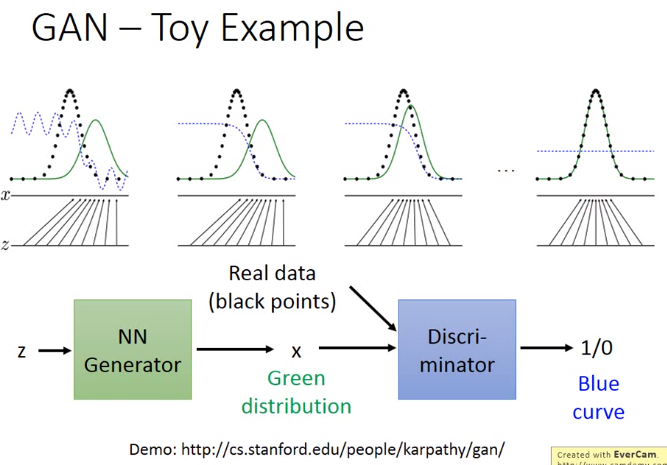 GAN – Toy Example
x
z
...
Real data
(black points)
z
NN
Generator
x
Green
distribution
Discri-
minator
1/0
Blue
curve
Demo: http://cs.stanford.edu/people/karpathy/gan/
Created with EverCam.